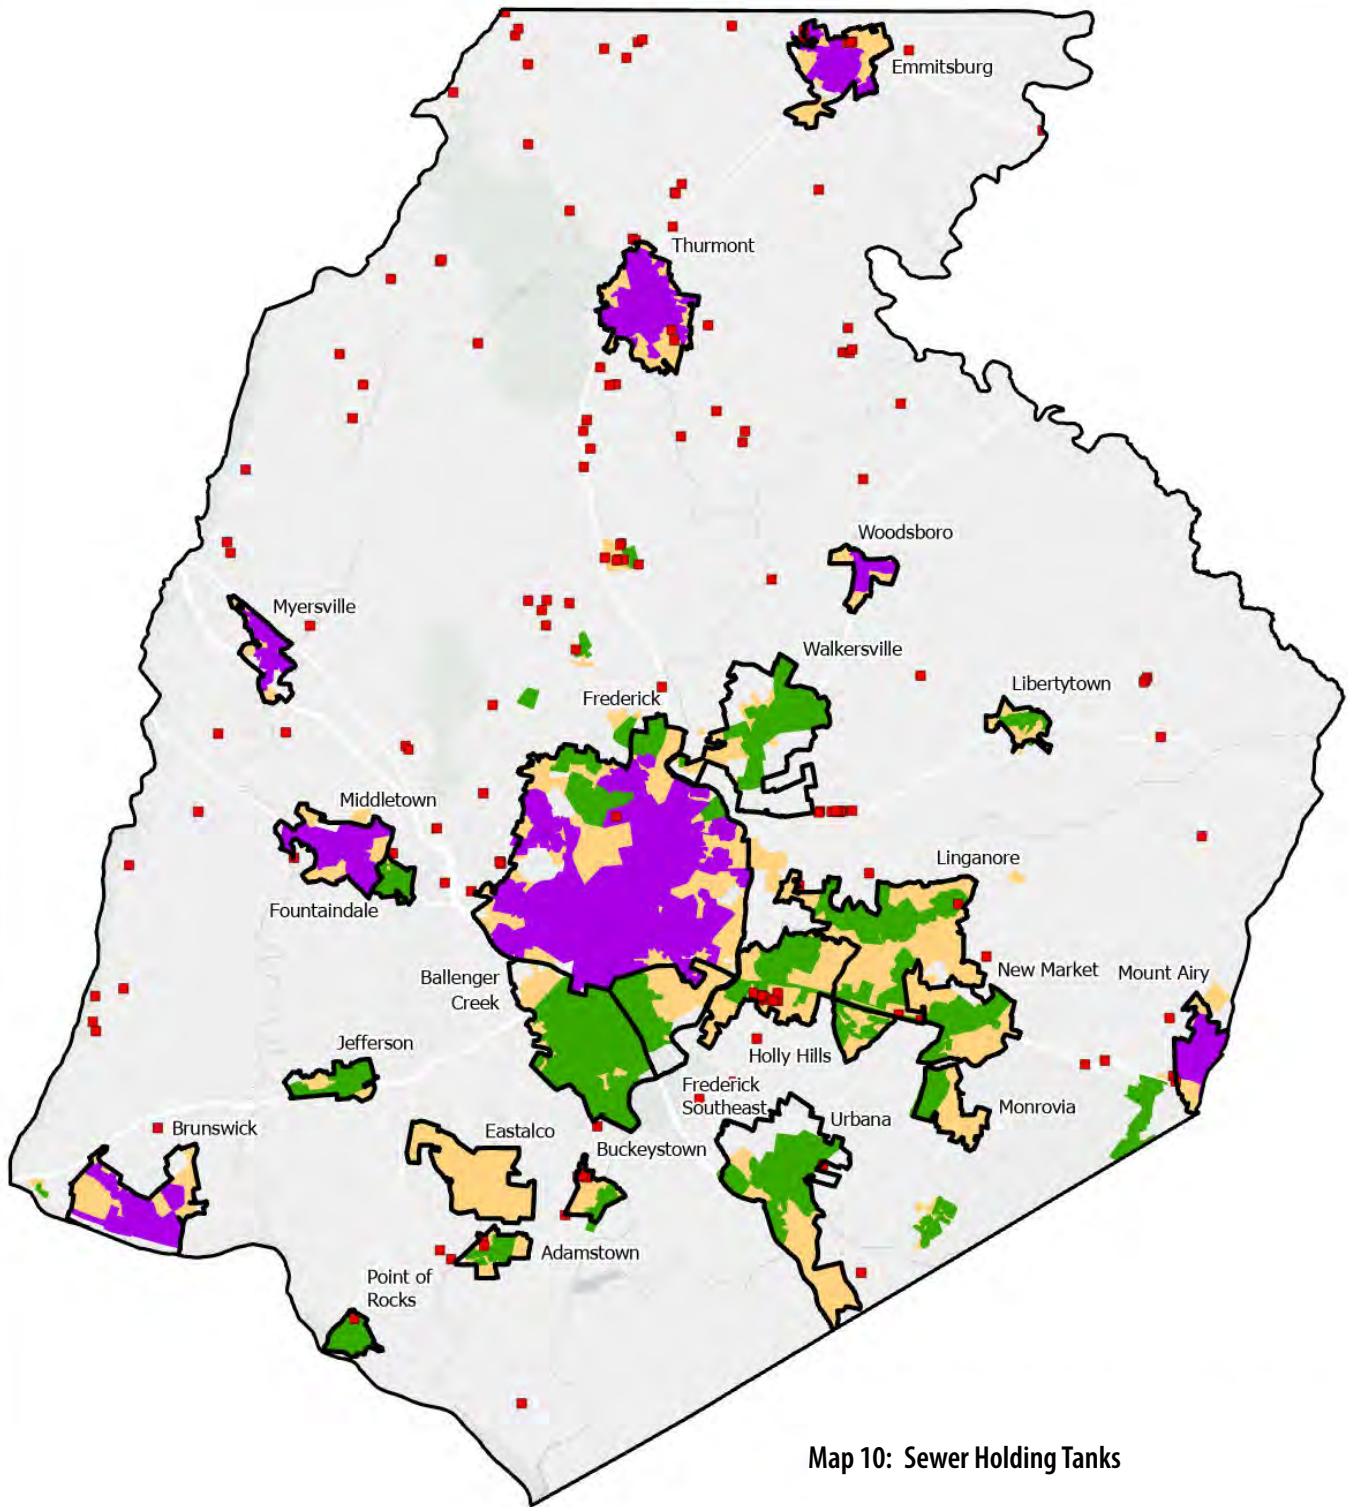 Emmitsburg
Thurmont
Woodsboro
Myersville
Walkersville
Libertytown
Frederick
Middletown
Linganore
Fountaindale
Ballenger
Creek
New Market
Mount Airy
Jefferson
Holly Hills
Frederick
Southeast
Monrovia
Urbana
Brunswick
Eastalco
Buckeystown
Adamstown
Point of
Rocks
Map 10: Sewer Holding Tanks